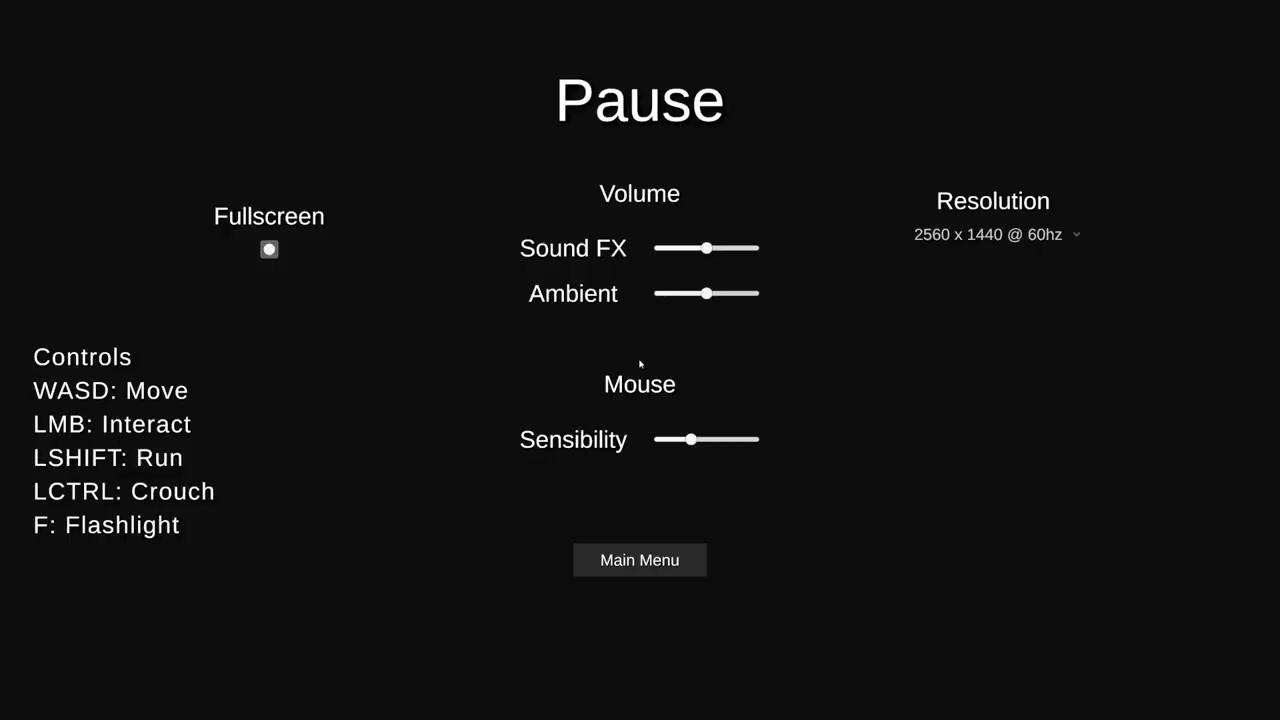 Pause
Fullscreen
Volume
Sound FX
Ambient
Resolution
2560 x 1440 @ 60hz
Controls
WASD: Move
LMB: Interact
LSHIFT: Run
LCTRL: Crouch
F: Flashlight
Mouse
Sensibility
Main Menu